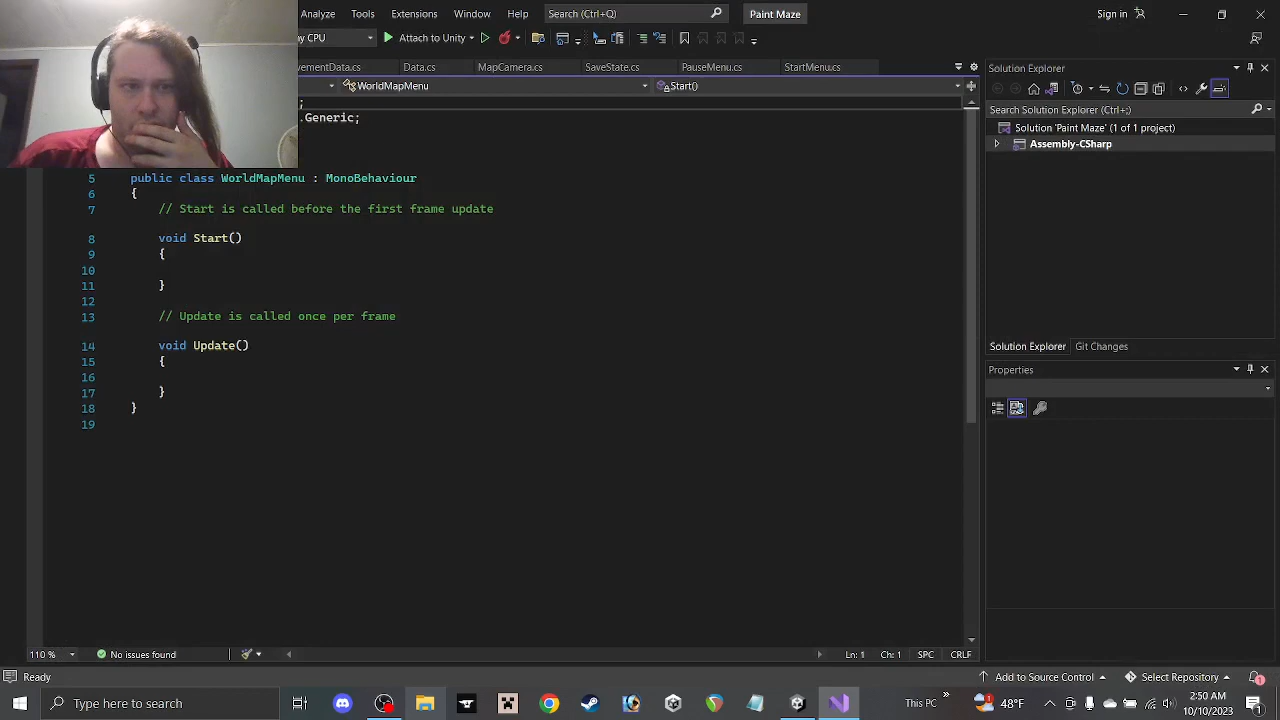 Analyze Tools Extensions Window Help Search (Ctrl+Q) Paint Maze Sign in
CPU Attach to Unity
Data.cs MapCamera.cs SaveState.cs PauseMenu.cs StartMenu.cs
WorldMapMenu Start()
;
.Generic;
5 public class WorldMapMenu : MonoBehaviour
6 {
7 // Start is called before the first frame update
8 void Start()
9 {
10
11 }
12
13 // Update is called once per frame
14 void Update()
15 {
16
17 }
18 }
19
110 % No issues found Ln: 1 Ch: 1 SPC CRLF
Solution Explorer
Search Solution Explorer (Ctrl+;)
Solution 'Paint Maze' (1 of 1 project)
Assembly-CSharp
Solution Explorer Git Changes
Properties
Ready Add to Source Control Select Repository 1
Type here to search This PC 1 48°F 2:50 AM
10/10/2023